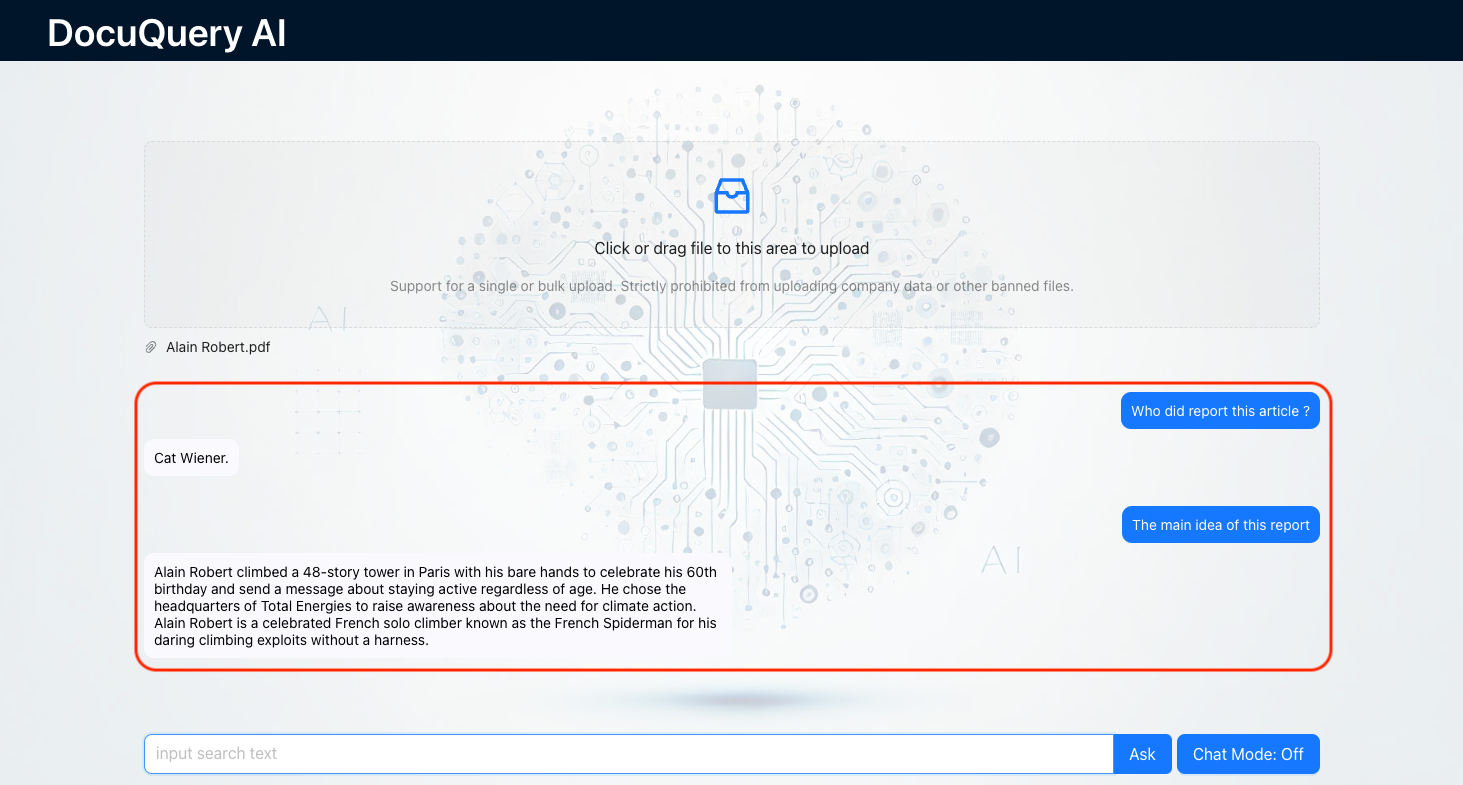 DocuQuery AI
Click or drag file to this area to upload
Support for a single or bulk upload. Strictly prohibited from uploading company data or other banned files.
AI
Alain Robert.pdf
Who did report this article ?
Cat Wiener.
The main idea of this report
AI
Alain Robert climbed a 48-story tower in Paris with his bare hands to celebrate his 60th
birthday and send a message about staying active regardless of age. He chose the
headquarters of Total Energies to raise awareness about the need for climate action.
Alain Robert is a celebrated French solo climber known as the French Spiderman for his
daring climbing exploits without a harness.
input search text
Ask
Chat Mode: Off